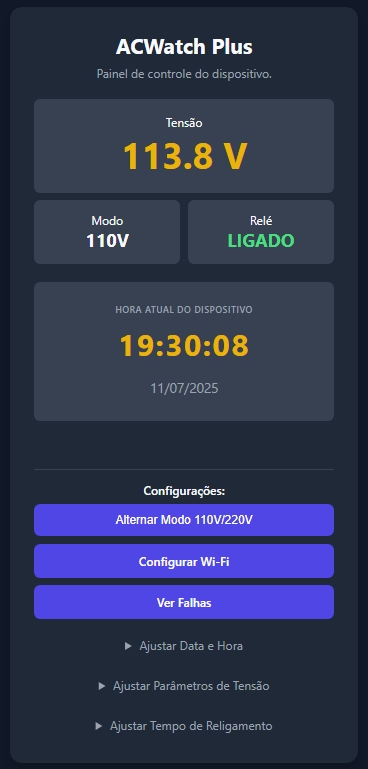 ACWatch Plus
Painel de controle do dispositivo.
Tensão
113.8 V
Modo
110V
Relé
LIGADO
HORA ATUAL DO DISPOSITIVO
19:30:08
11/07/2025
Configurações:
Alternar Modo 110V/220V
Configurar Wi-Fi
Ver Falhas
▶ Ajustar Data e Hora
▶ Ajustar Parâmetros de Tensão
▶ Ajustar Tempo de Religamento